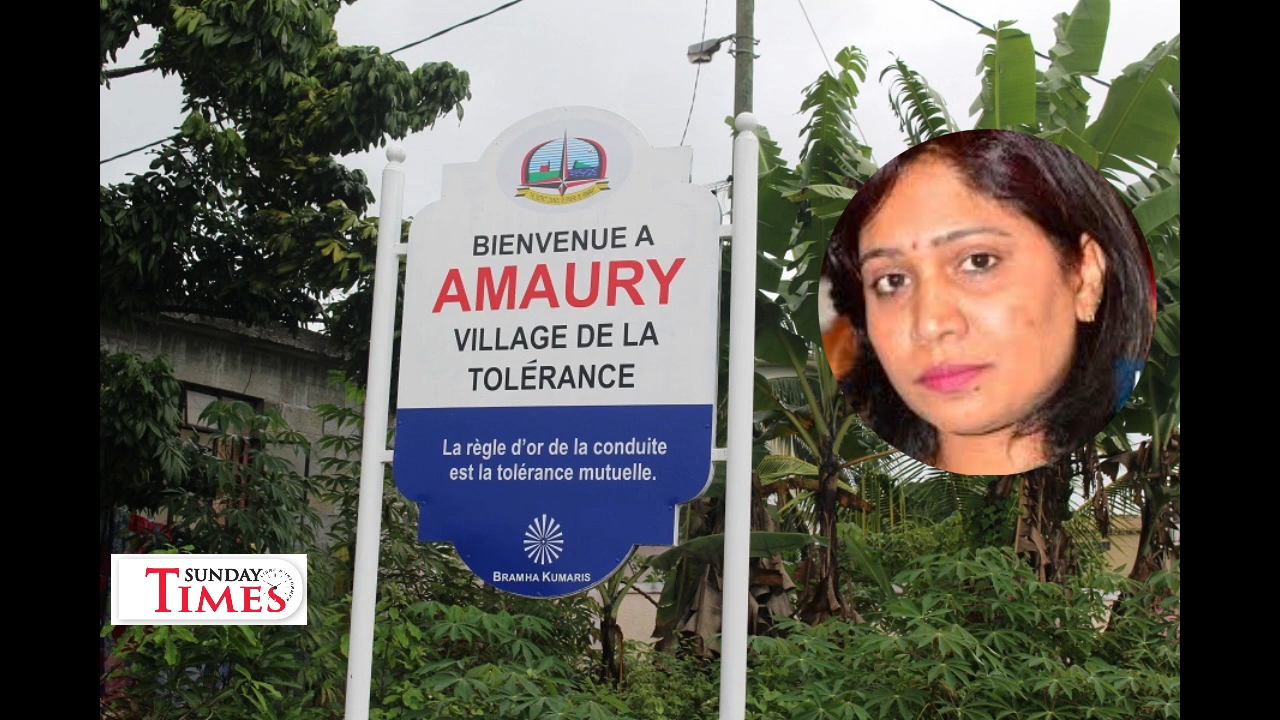 BIENVENUE A
AMAURY
VILLAGE DE LA
TOLÉRANCE
La règle d'or de la conduite
est la tolérance mutuelle.
BRAMHA KUMARIS
SUNDAY
TIMES